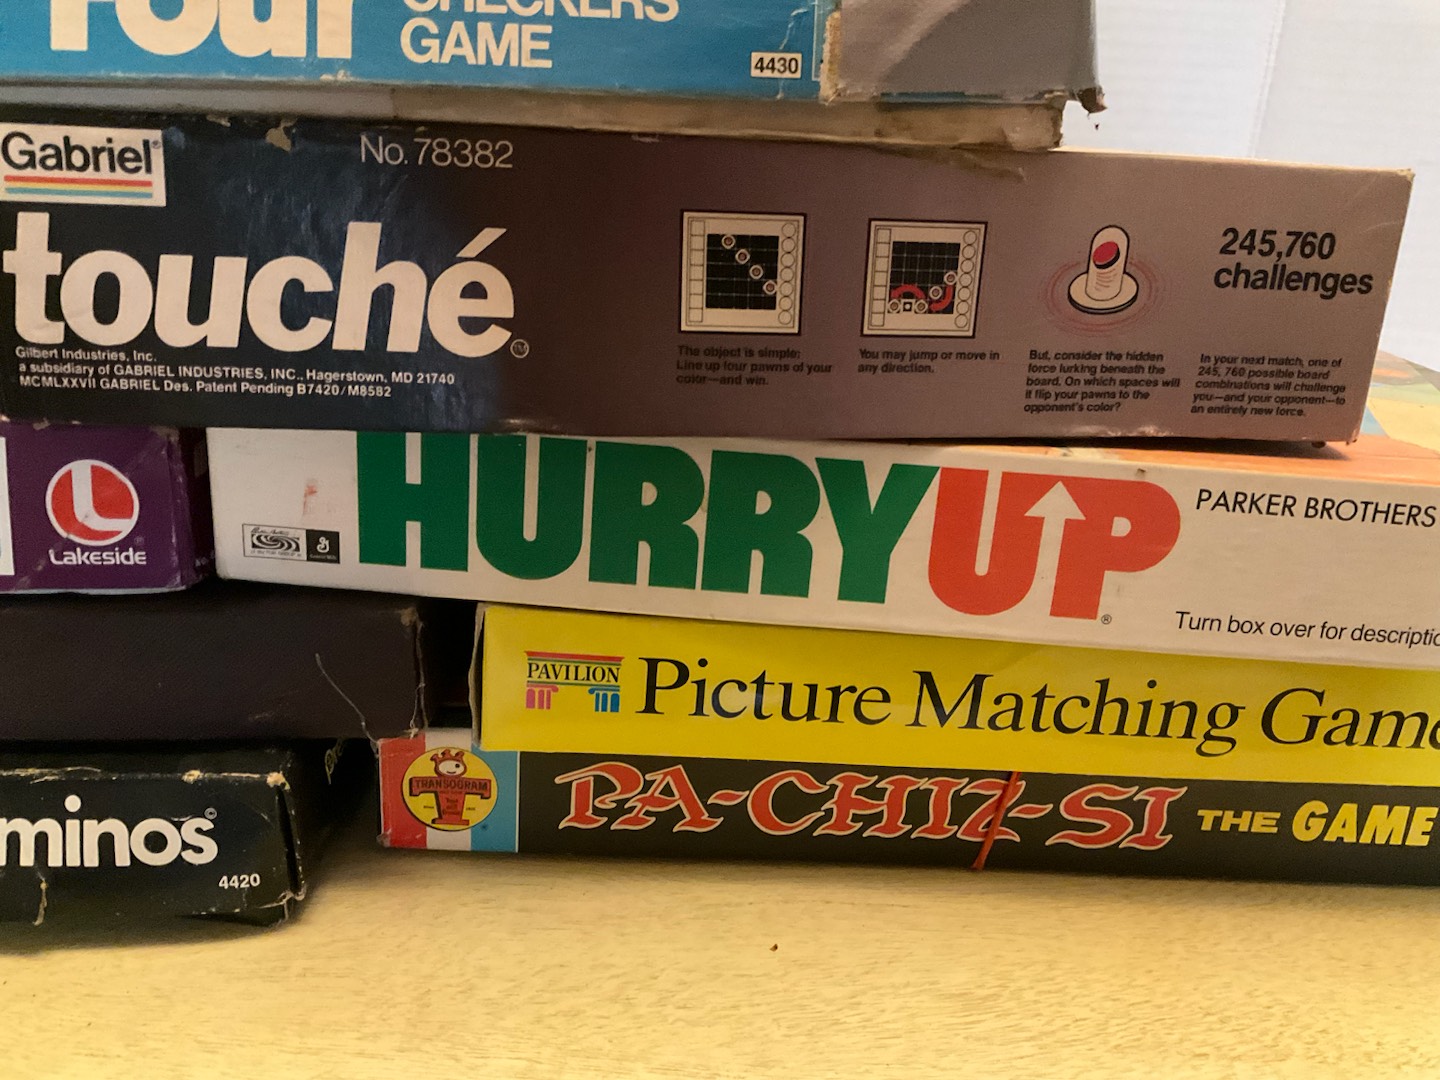 Four CHECKERS
GAME
4430
Gabriel®
No. 78382
touché™
Gilbert Industries, Inc.
a subsidiary of GABRIEL INDUSTRIES, INC., Hagerstown, MD 21740
MCMLXXVII GABRIEL Des. Patent Pending B7420/M8582
The object is simple:
Line up four pawns of your
color—and win.
You may jump or move in
any direction.
But, consider the hidden
force lurking beneath the
board. On which spaces will
it flip your pawns to the
opponent's color?
245,760
challenges
In your next match, one of
245,760 possible board
combinations will challenge
you—and your opponent—to
an entirely new force.
Lakeside
HURRY UP®
PARKER BROTHERS
Turn box over for descriptio
PAVILION
Picture Matching Game
TRANSOGRAM
PA-CHIZ-SI THE GAME
minos©
4420